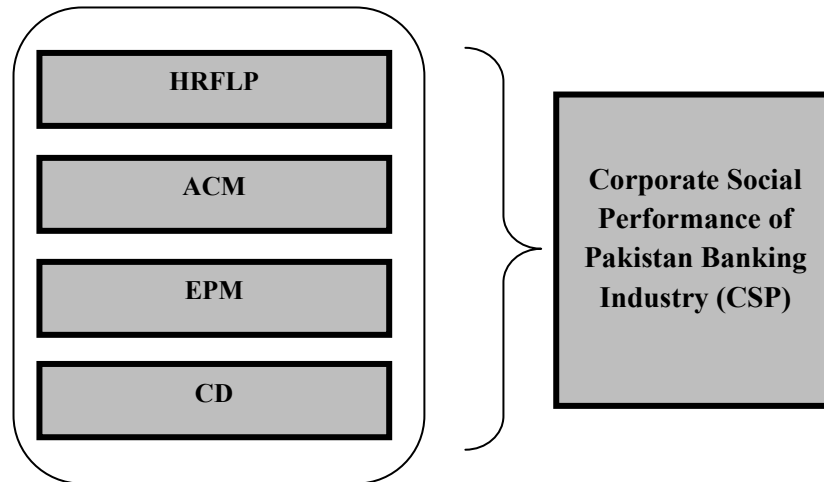 HRFLP
ACM
EPM
CD
Corporate Social
Performance of
Pakistan Banking
Industry (CSP)